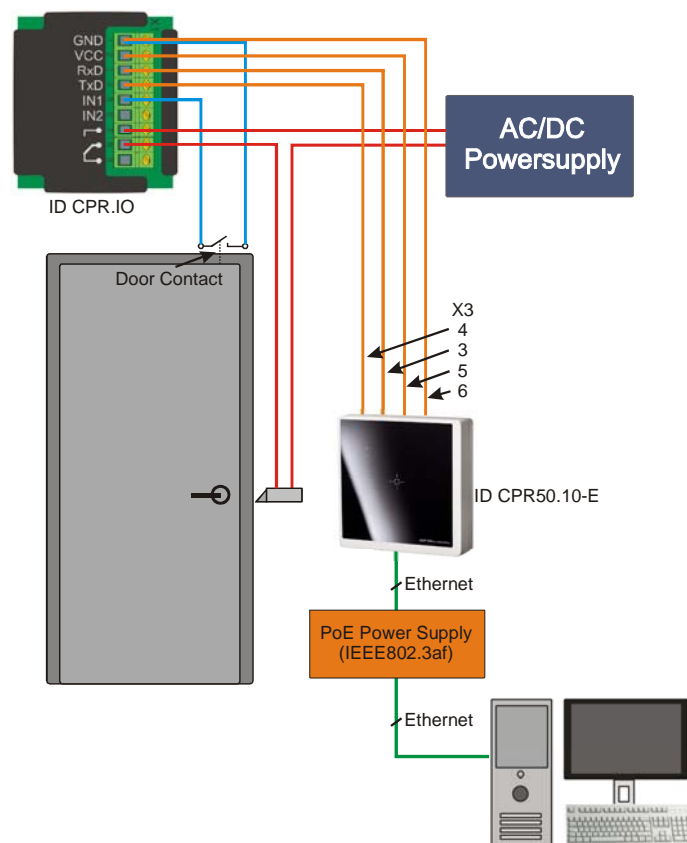 GND
VCC
RxD
TxD
IN1
IN2
ID CPR.IO
AC/DC
Powersupply
Door Contact
X3
4
3
5
6
ID CPR50.10-E
Ethernet
PoE Power Supply
(IEEE802.3af)
Ethernet